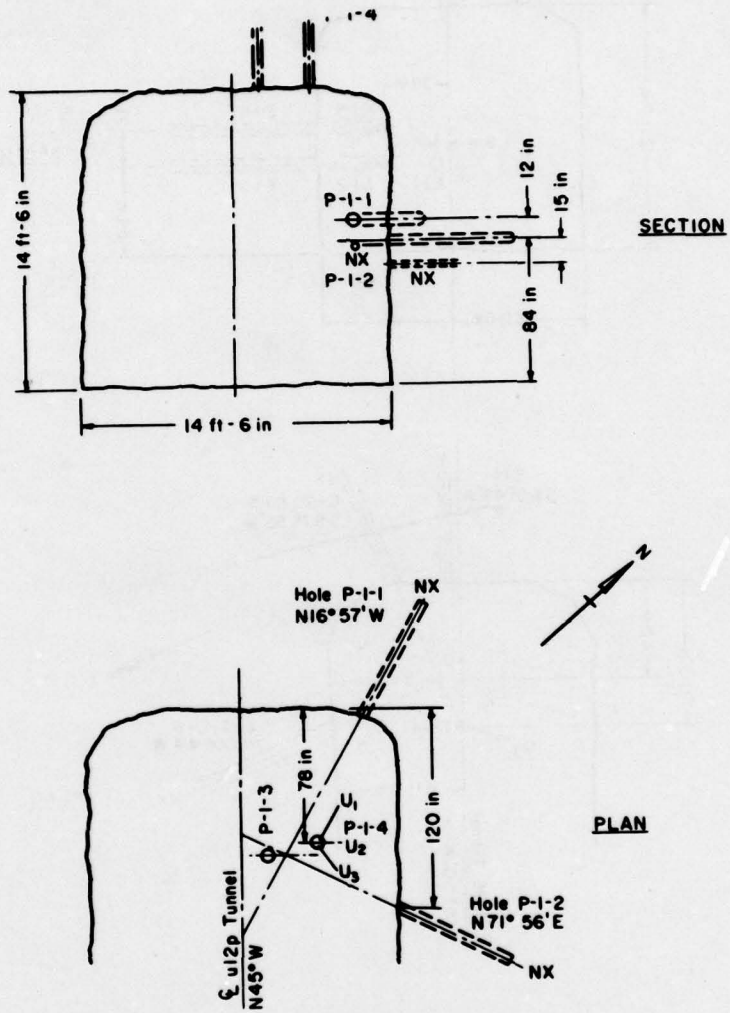 1-4
14 ft-6 in
P-1-1
NX
P-1-2
NX
12 in
15 in
84 in
SECTION
14 ft-6 in
N
Hole P-1-1
N16° 57' W
NX
78 in
P-1-3
U1
P-1-4
U2
U3
120 in
PLAN
Hole P-1-2
N71° 56' E
NX
℄ u12p Tunnel
N45° W